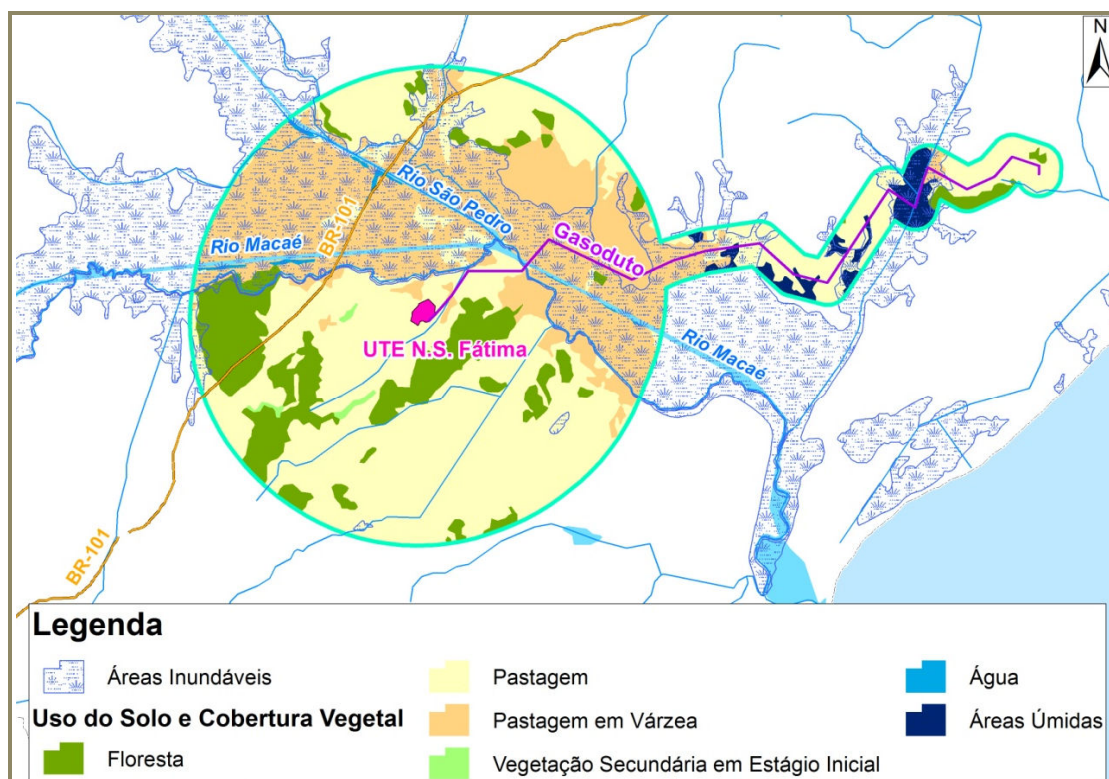 N
Rio São Pedro
BR-101
Rio Macaé
Gasoduto
UTE N.S. Fátima
Rio Macaé
BR-101
Legenda
Áreas Inundáveis
Uso do Solo e Cobertura Vegetal
Floresta
Pastagem
Pastagem em Várzea
Vegetação Secundária em Estágio Inicial
Água
Áreas Úmidas